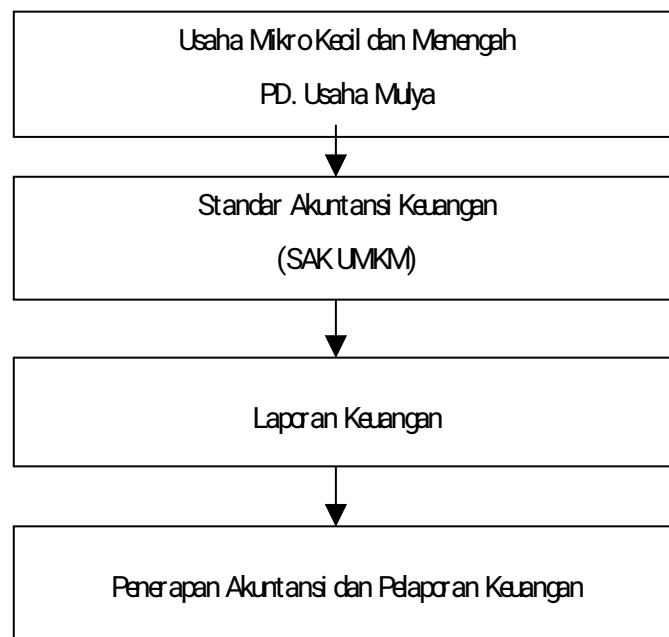 Usaha Mikro Kecil dan Menengah
PD. Usaha Mulya
Standar Akuntansi Keuangan
(SAK UMKM)
Laporan Keuangan
Penerapan Akuntansi dan Pelaporan Keuangan